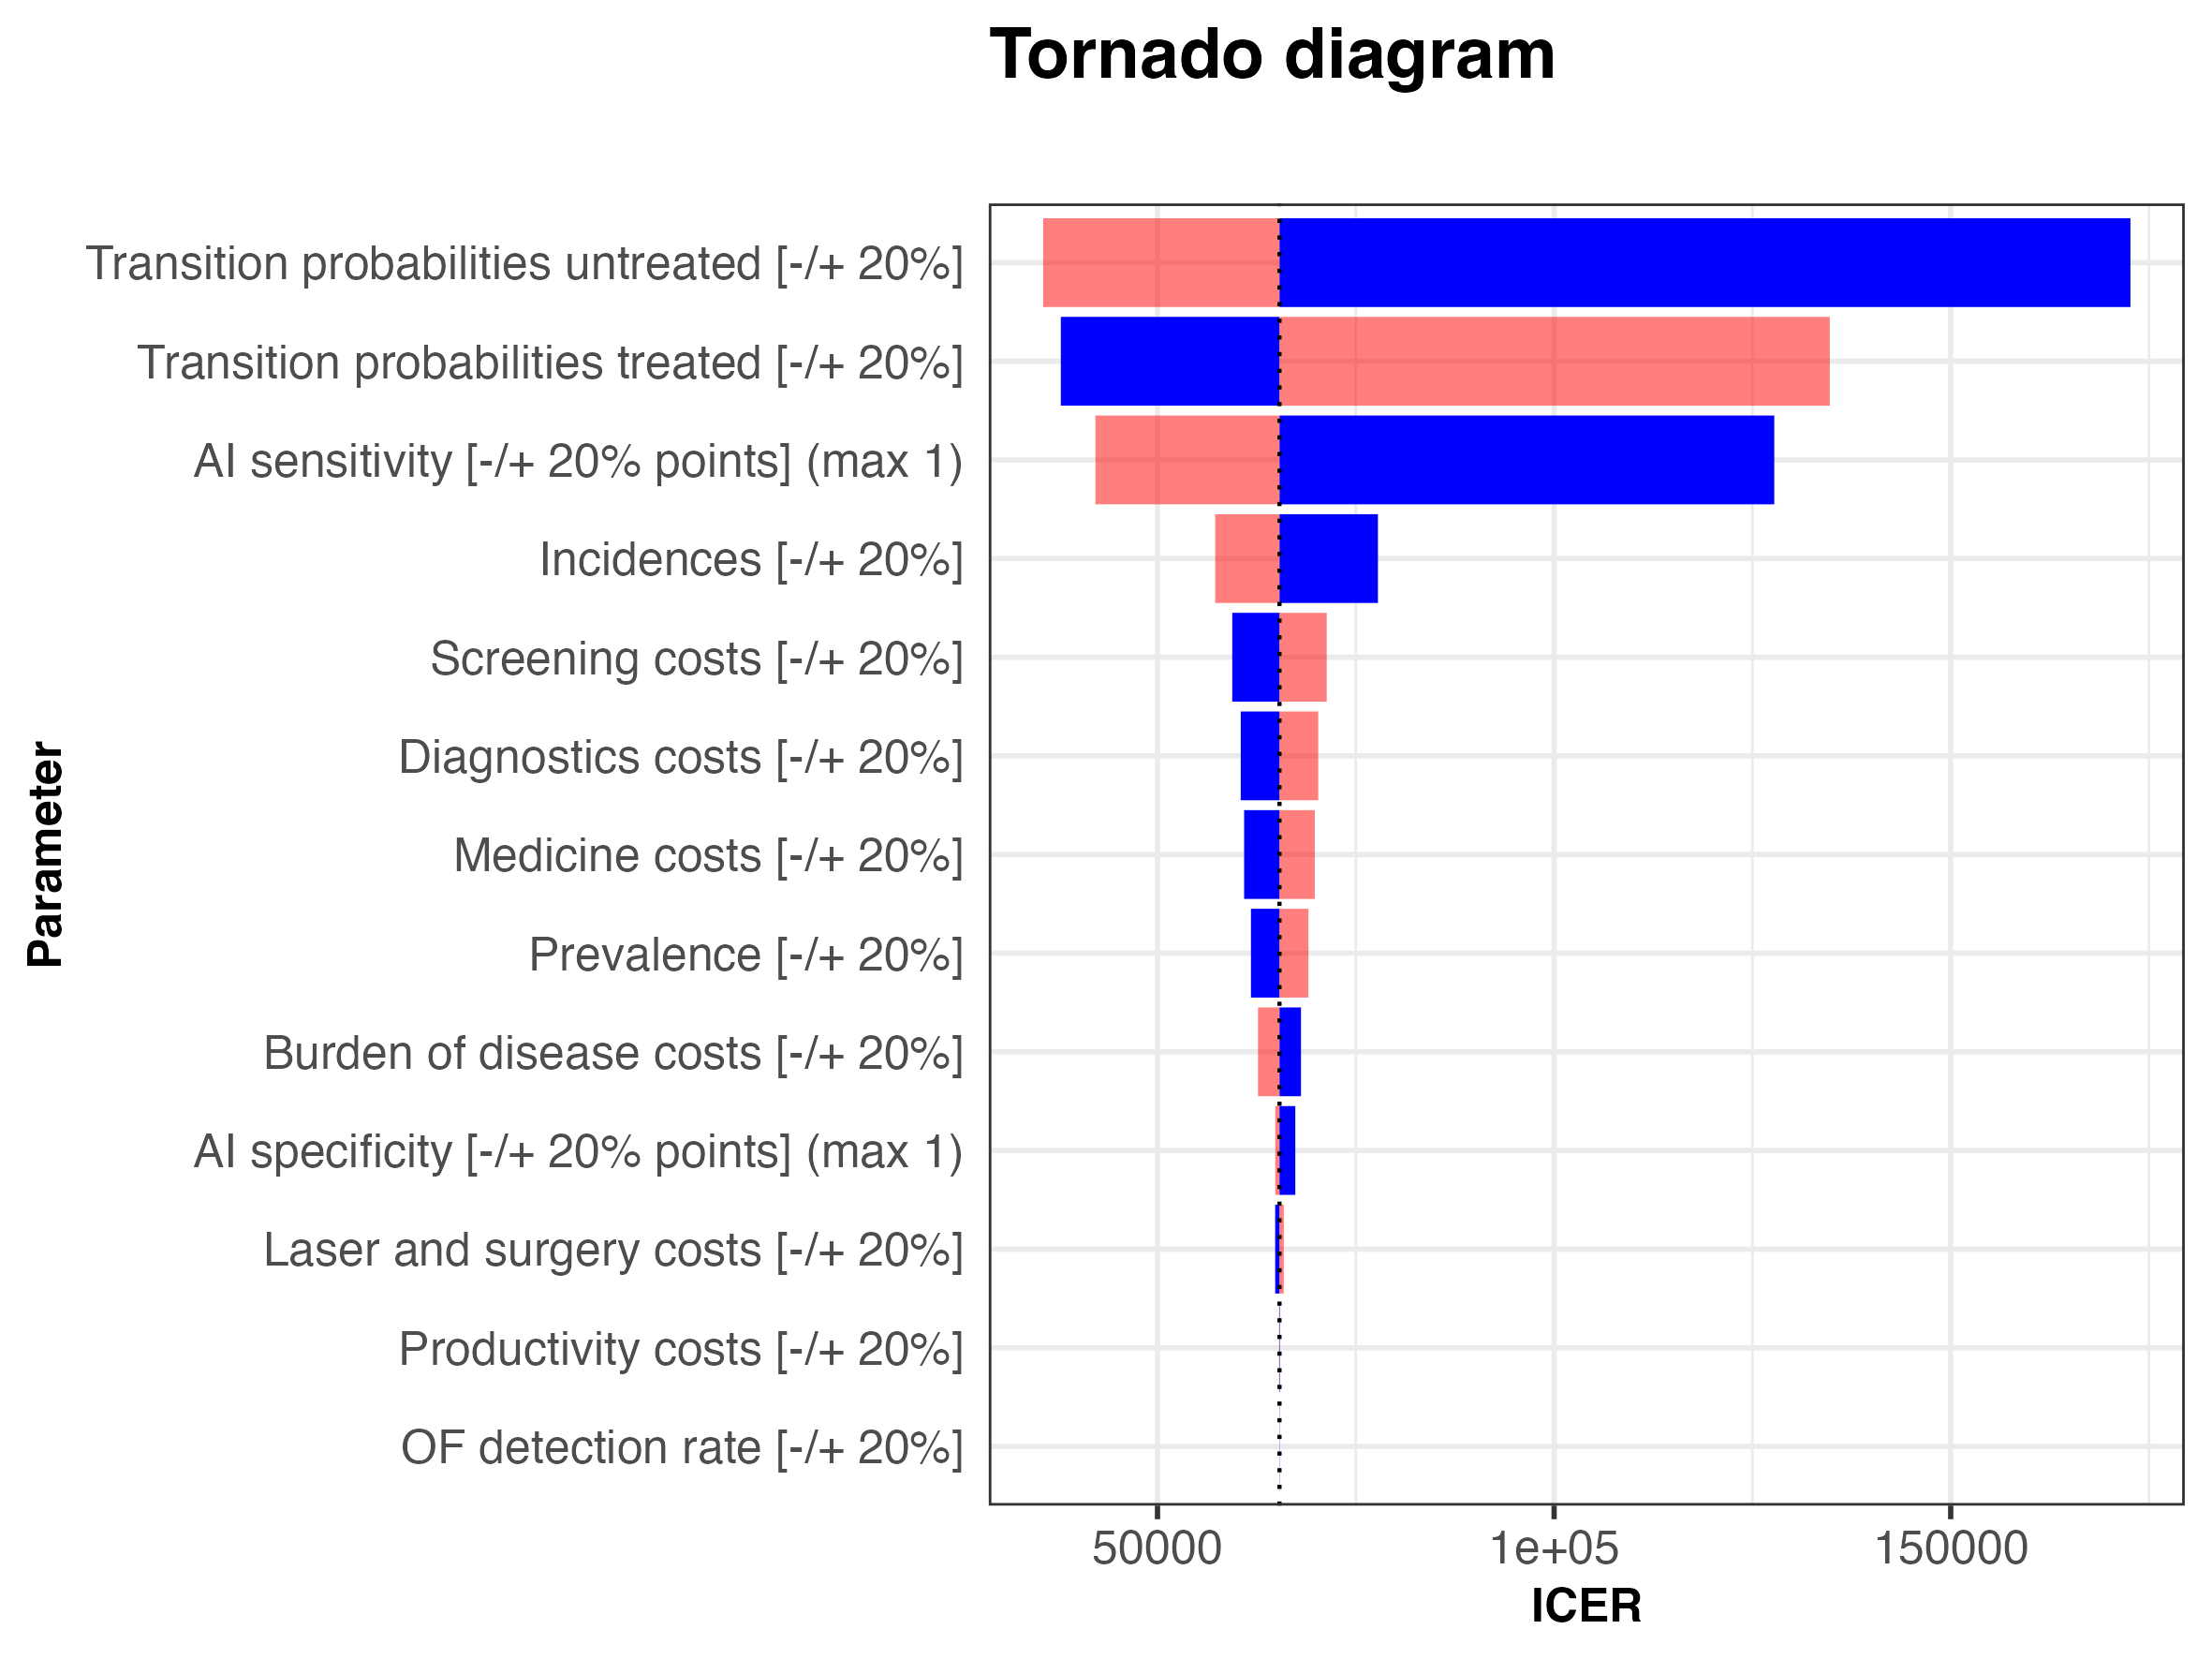 Tornado diagram
Transition probabilities untreated [-/+ 20%]
Transition probabilities treated [-/+ 20%]
AI sensitivity [-/+ 20% points] (max 1)
Incidences [-/+ 20%]
Screening costs [-/+ 20%]
Diagnostics costs [-/+ 20%]
Medicine costs [-/+ 20%]
Prevalence [-/+ 20%]
Burden of disease costs [-/+ 20%]
AI specificity [-/+ 20% points] (max 1)
Laser and surgery costs [-/+ 20%]
Productivity costs [-/+ 20%]
OF detection rate [-/+ 20%]
Parameter
50000 1e+05 150000
ICER